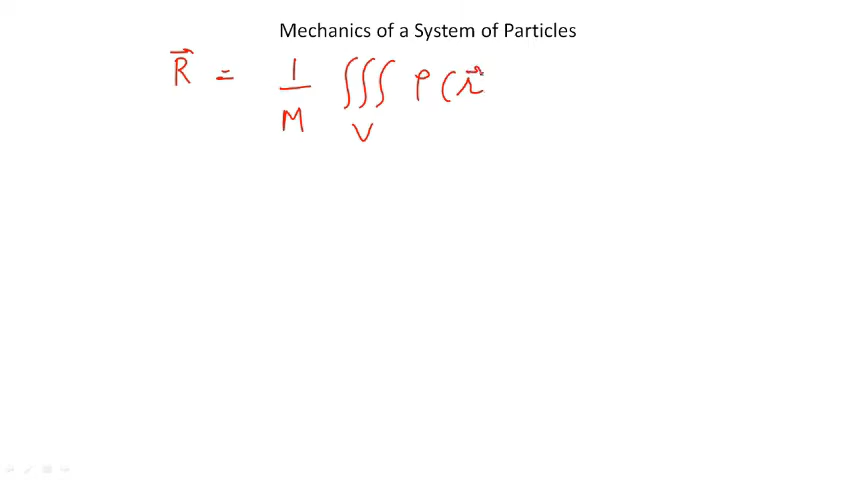 Mechanics of a System of Particles
R⃗ = 1/M ∭_V ρ(r⃗